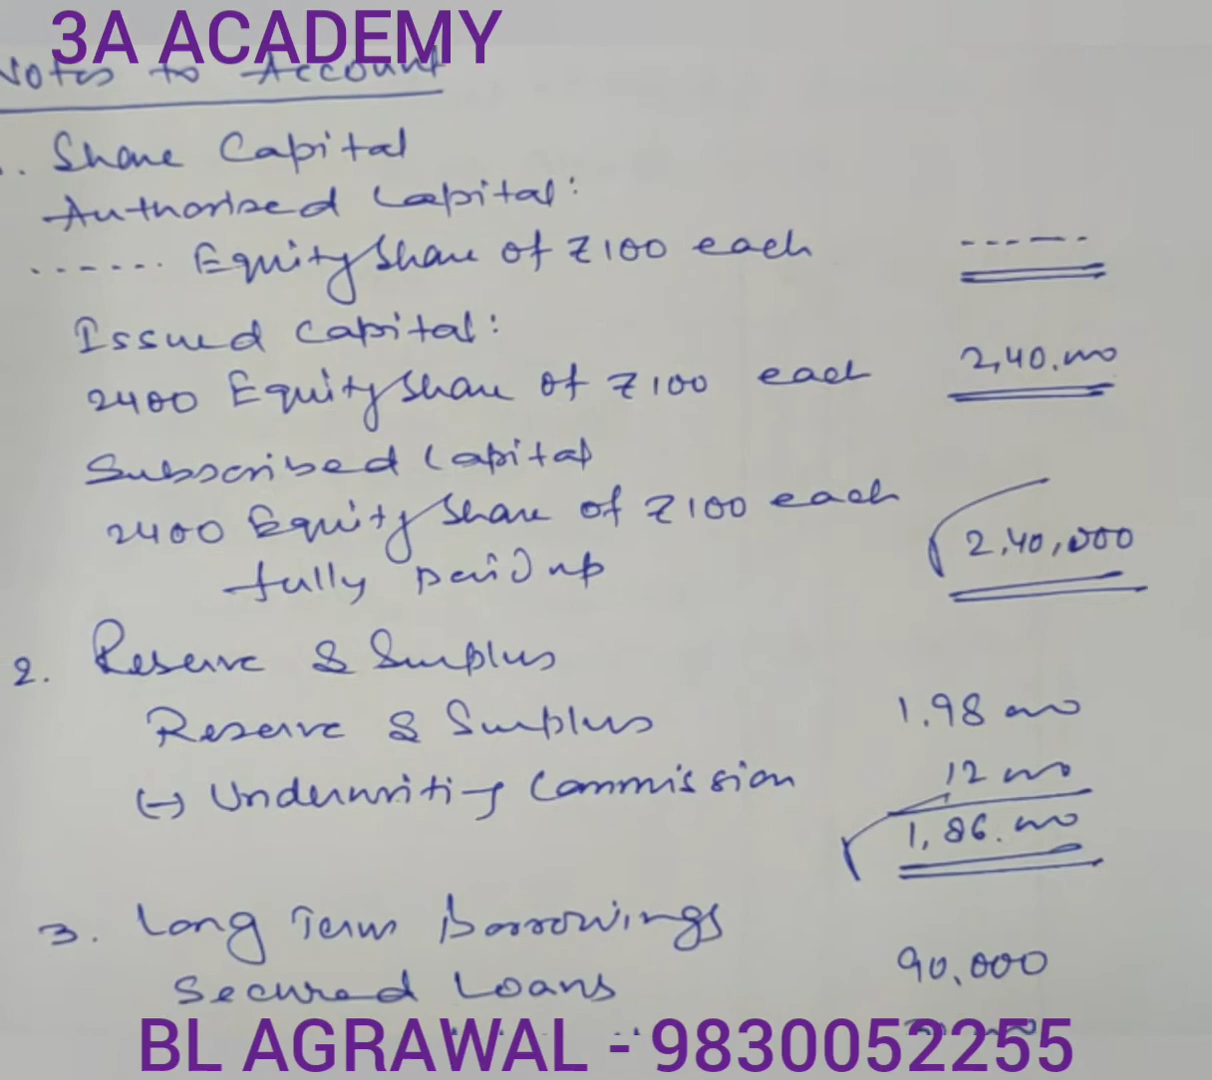 3A ACADEMY
Notes to Account
Share Capital
Authorised Capital:
....... Equity Share of ₹100 each -------
Issued Capital:
2400 Equity Share of ₹100 each 2,40.000
Subscribed Capital
2400 Equity Share of ₹100 each
fully paid up 2,40,000
2. Reserve & Surplus
Reserve & Surplus 1.98 000
(-) Underwriting Commission 12 000
1,86.000
3. Long Term Borrowings
Secured Loans 90,000
BL AGRAWAL - 9830052255